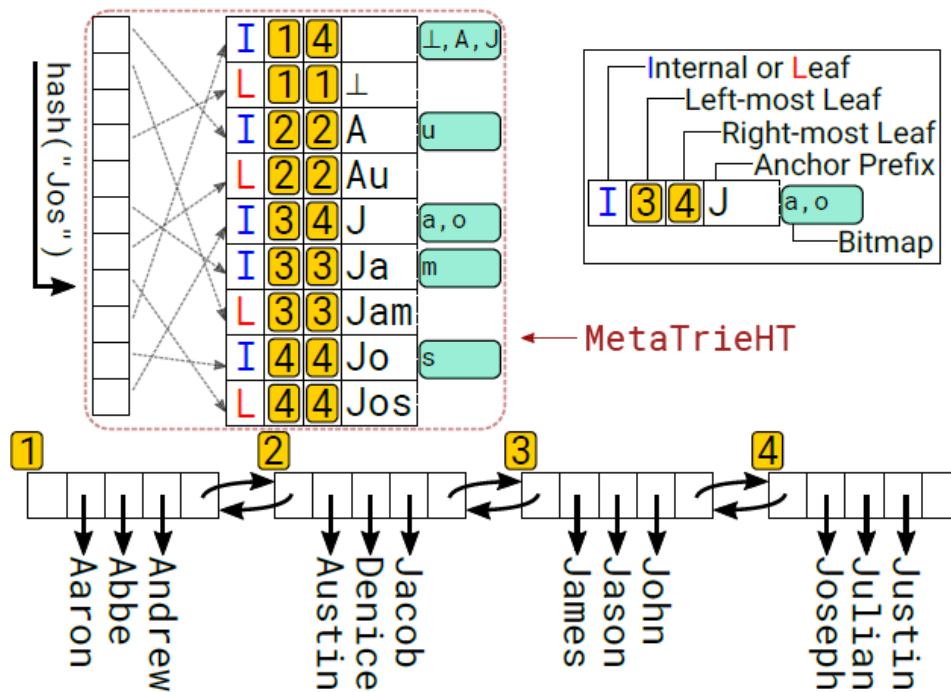 hash("Jos")
I 1 4 ⊥,A,J
L 1 1 ⊥
I 2 2 A u
L 2 2 Au
I 3 4 J a,o
I 3 3 Ja m
L 3 3 Jam
I 4 4 Jo s
L 4 4 Jos
MetaTrieHT
Internal or Leaf
Left-most Leaf
Right-most Leaf
Anchor Prefix
I 3 4 J a,o
Bitmap
1 2 3 4
Aaron
Abbe
Andrew
Austin
Denice
Jacob
James
Jason
John
Joseph
Julian
Justin